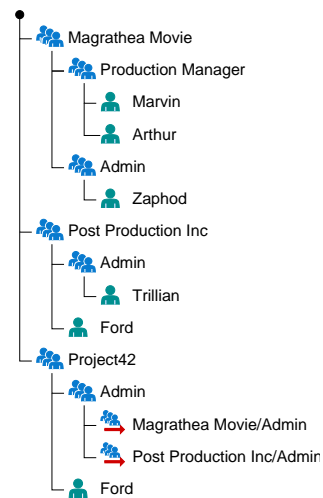 Magrathea Movie
Production Manager
Marvin
Arthur
Admin
Zaphod
Post Production Inc
Admin
Trillian
Ford
Project42
Admin
Magrathea Movie/Admin
Post Production Inc/Admin
Ford